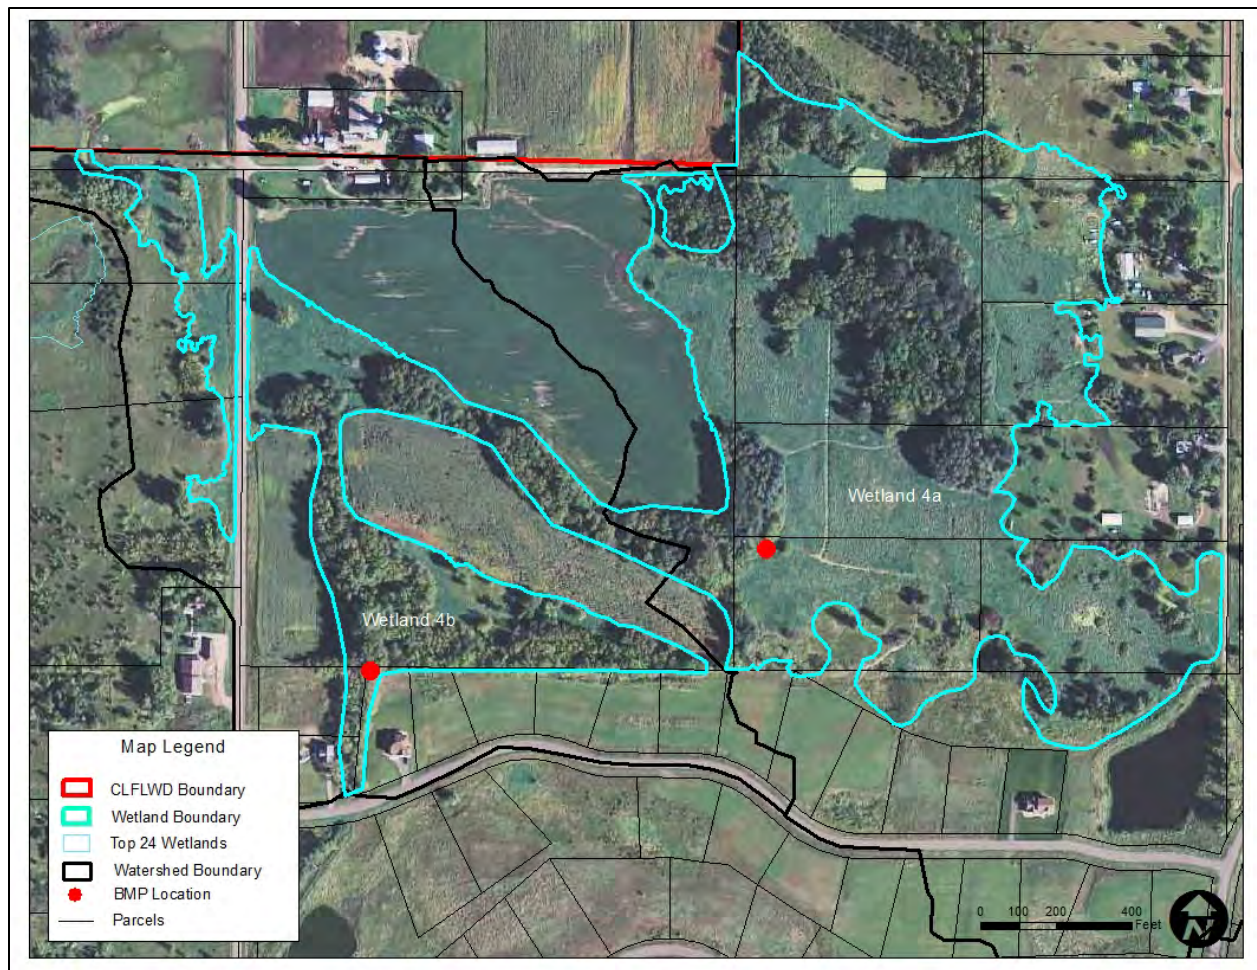 Wetland 4a
Wetland 4b
Map Legend
CLFLWD Boundary
Wetland Boundary
Top 24 Wetlands
Watershed Boundary
BMP Location
Parcels
0 100 200 400
Feet
N